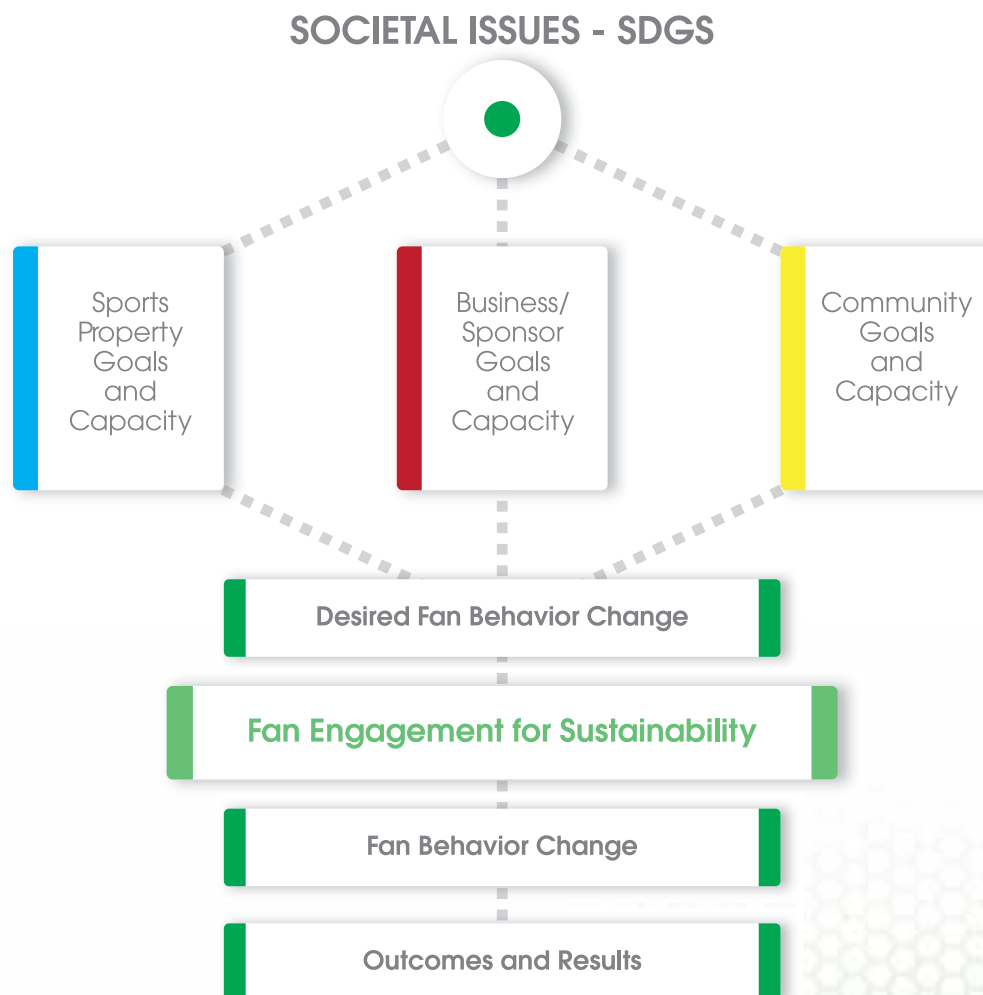 SOCIETAL ISSUES - SDGS
Sports
Property
Goals
and
Capacity
Business/
Sponsor
Goals
and
Capacity
Community
Goals
and
Capacity
Desired Fan Behavior Change
Fan Engagement for Sustainability
Fan Behavior Change
Outcomes and Results